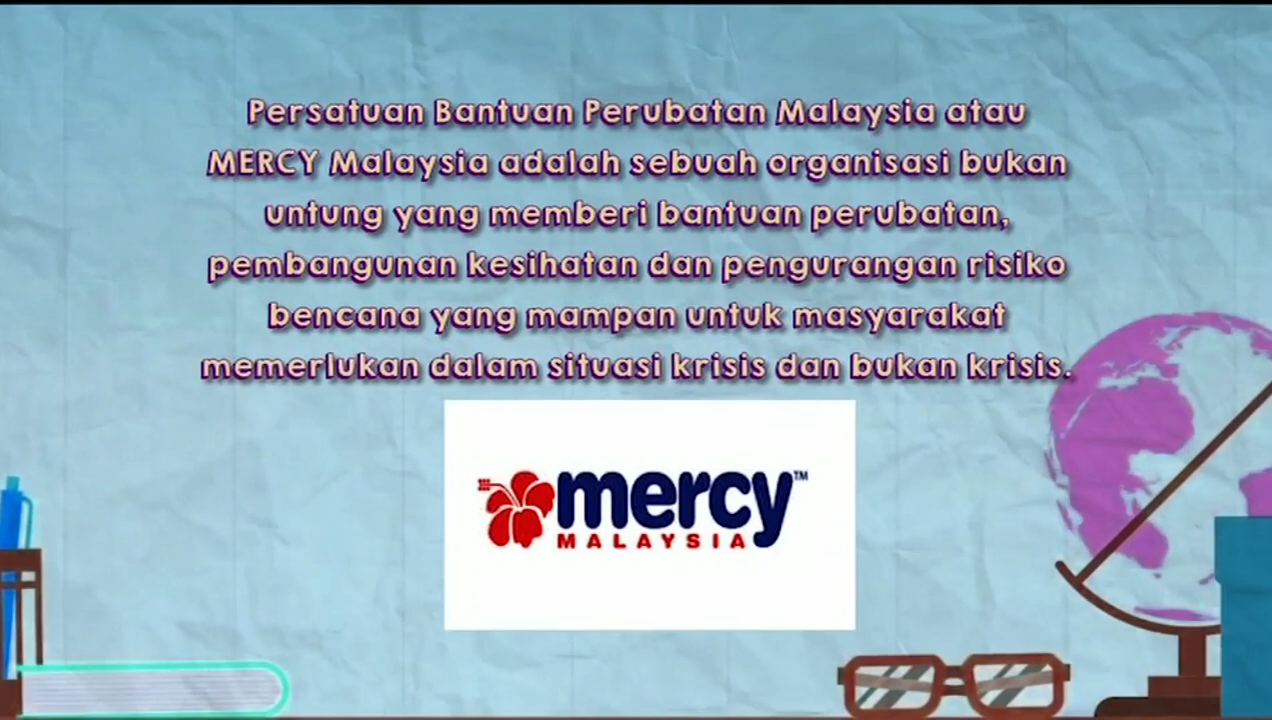 Persatuan Bantuan Perubatan Malaysia atau
MERCY Malaysia adalah sebuah organisasi bukan
untung yang memberi bantuan perubatan,
pembangunan kesihatan dan pengurangan risiko
bencana yang mampan untuk masyarakat
memerlukan dalam situasi krisis dan bukan krisis.
mercy™
MALAYSIA